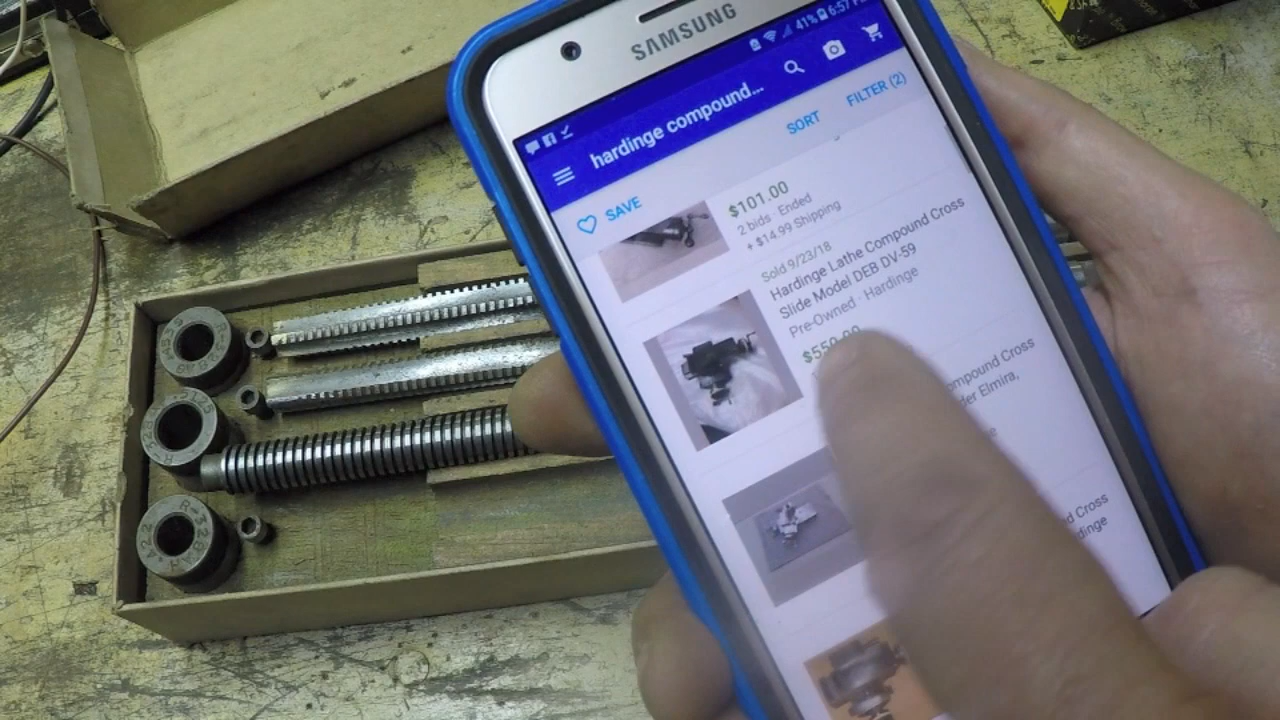 SAMSUNG
41% 6:57
hardinge compound...
SORT
FILTER (2)
SAVE
$101.00
2 bids · Ended
+ $14.99 Shipping
Sold 9/23/18
Hardinge Lathe Compound Cross
Slide Model DEB DV-59
Pre-Owned · Hardinge
$550.00
ompound Cross
der Elmira,
d Cross
dinge